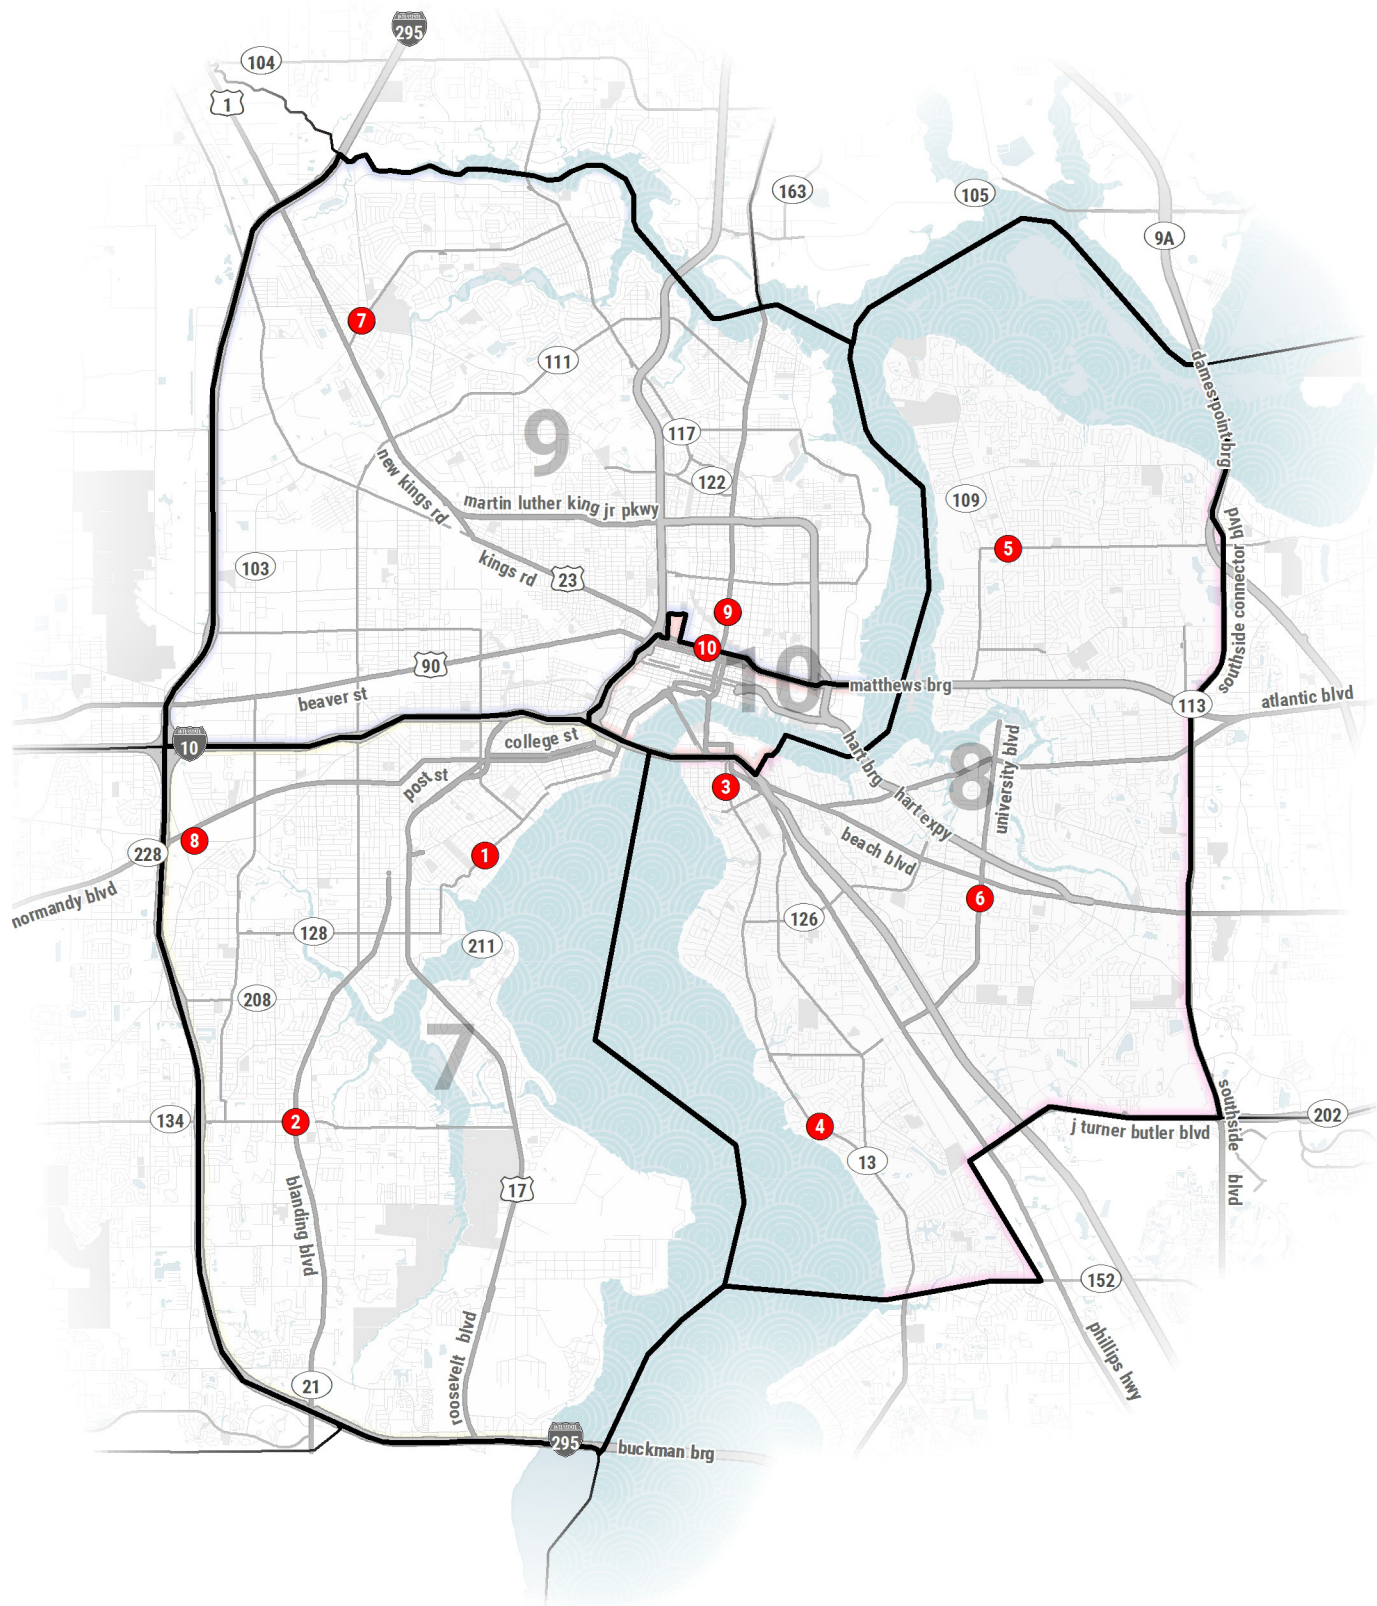 INTERSTATE
295
104
1
163
105
9A
7
dames point brg
111
9
117
new kings rd
122
martin luther king jr pkwy
109
southside connector blvd
5
103
kings rd
23
9
10
90
10
beaver st
matthews brg
atlantic blvd
113
INTERSTATE
10
college st
hart brg
university blvd
8
post st
3
hart expy
beach blvd
8
228
1
normandy blvd
6
126
128
211
208
7
southside blvd
134
2
4
202
j turner butler blvd
13
17
blanding blvd
152
roosevelt blvd
phillips hwy
21
INTERSTATE
295
buckman brg